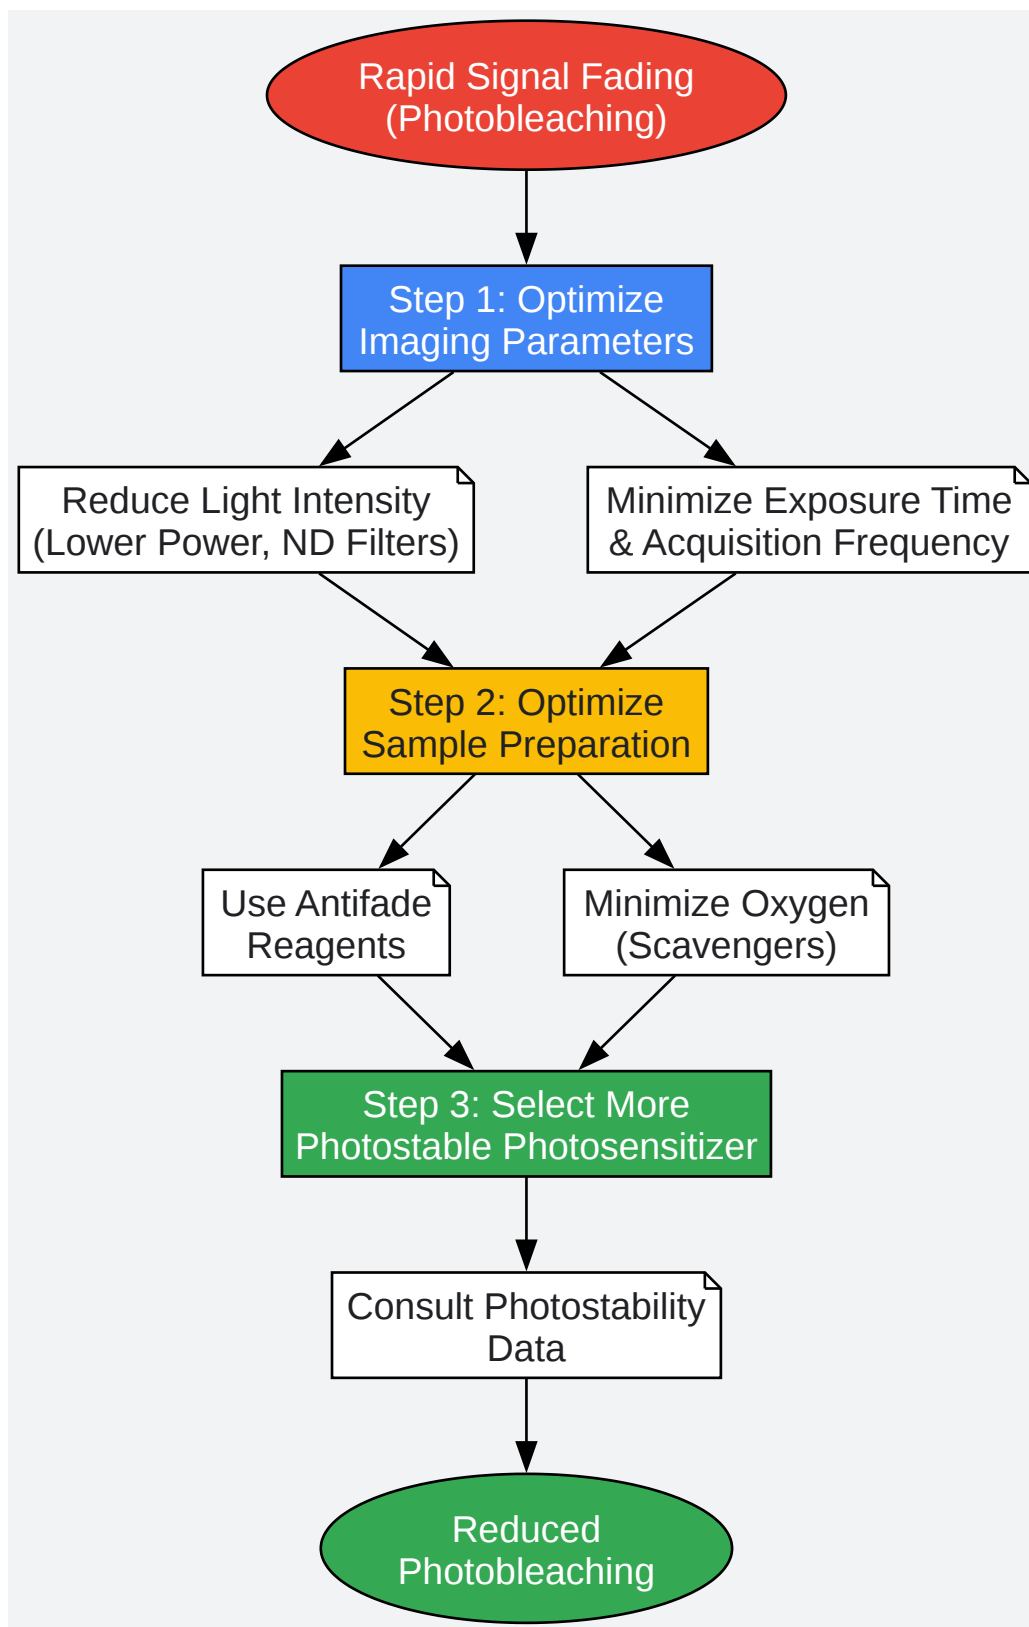 Rapid Signal Fading
(Photobleaching)
Step 1: Optimize
Imaging Parameters
Reduce Light Intensity
(Lower Power, ND Filters)
Minimize Exposure Time
& Acquisition Frequency
Step 2: Optimize
Sample Preparation
Use Antifade
Reagents
Minimize Oxygen
(Scavengers)
Step 3: Select More
Photostable Photosensitizer
Consult Photostability
Data
Reduced
Photobleaching